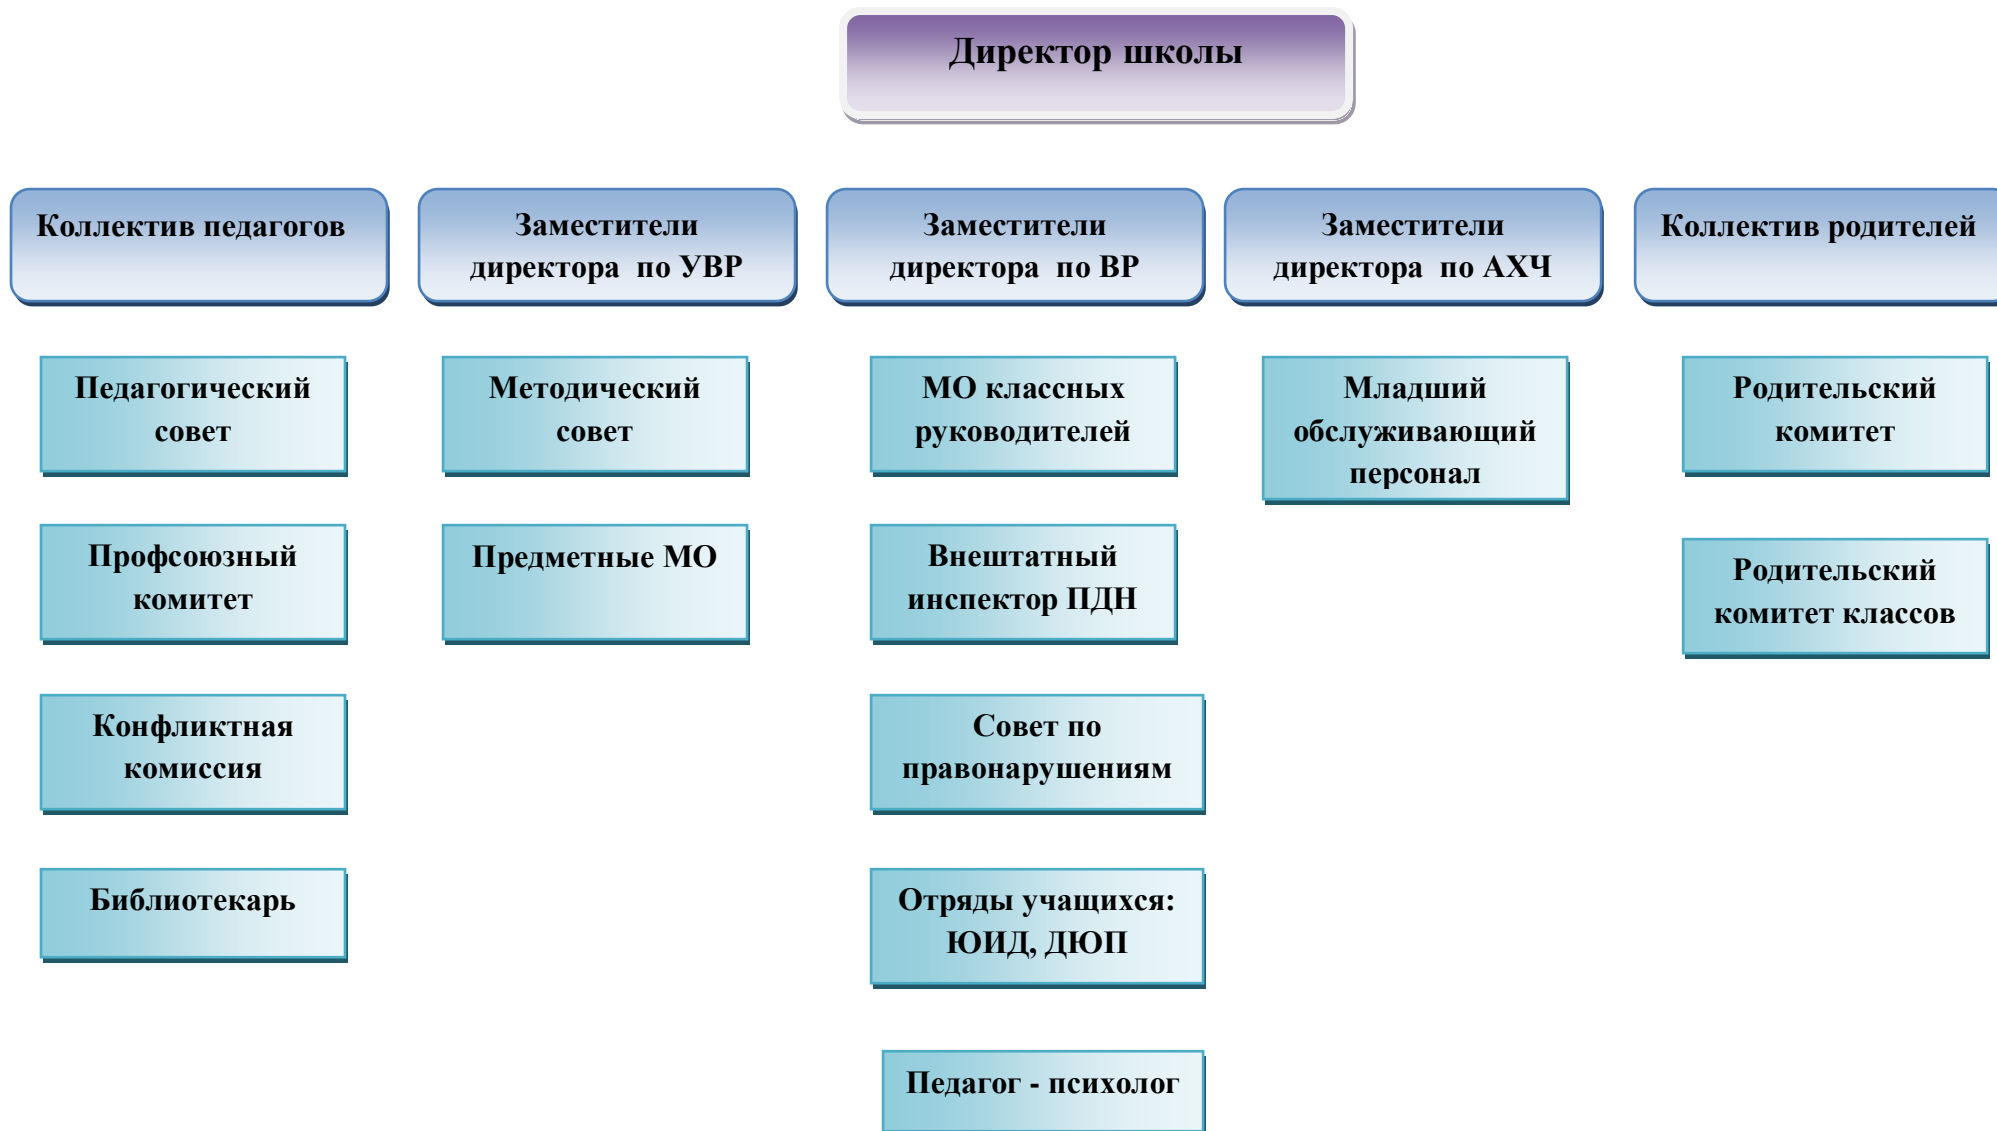 Директор школы
Коллектив педагогов
Заместители
директора по УВР
Заместители
директора по ВР
Заместители
директора по АХЧ
Коллектив родителей
Педагогический
совет
Методический
совет
МО классных
руководителей
Младший
обслуживающий
персонал
Родительский
комитет
Профсоюзный
комитет
Предметные МО
Внештатный
инспектор ПДН
Родительский
комитет классов
Конфликтная
комиссия
Совет по
правонарушениям
Библиотекарь
Отряды учащихся:
ЮИД, ДЮП
Педагог - психолог